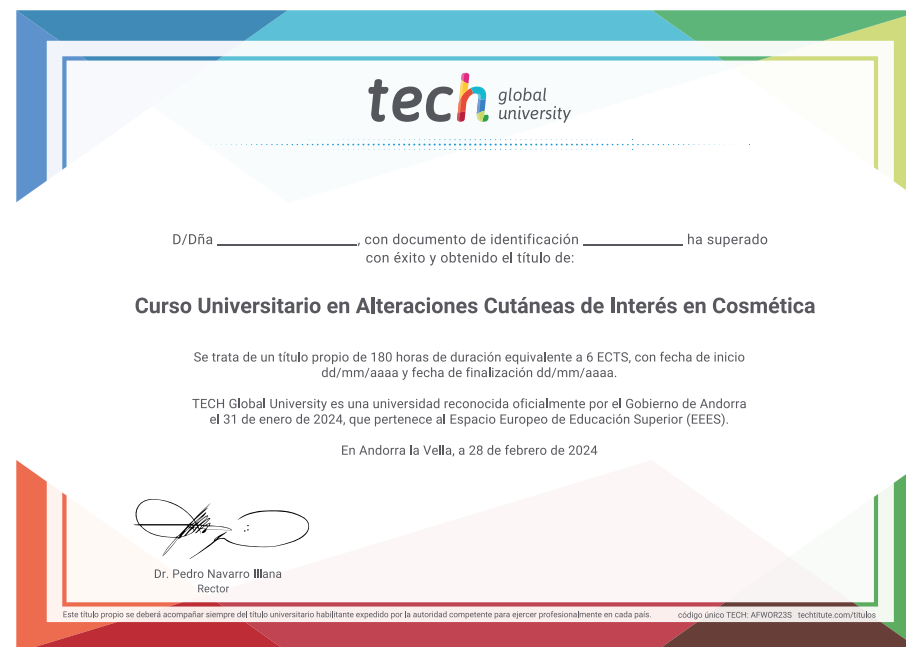 tech global university
D/Dña ______________, con documento de identificación __________ ha superado
con éxito y obtenido el título de:
Curso Universitario en Alteraciones Cutáneas de Interés en Cosmética
Se trata de un título propio de 180 horas de duración equivalente a 6 ECTS, con fecha de inicio
dd/mm/aaaa y fecha de finalización dd/mm/aaaa.
TECH Global University es una universidad reconocida oficialmente por el Gobierno de Andorra
el 31 de enero de 2024, que pertenece al Espacio Europeo de Educación Superior (EEES).
En Andorra la Vella, a 28 de febrero de 2024
Dr. Pedro Navarro Illana
Rector
Este título propio se deberá acompañar siempre del título universitario habilitante expedido por la autoridad competente para ejercer profesionalmente en cada país. código único TECH: AFWOR23S techtitute.com/titulos